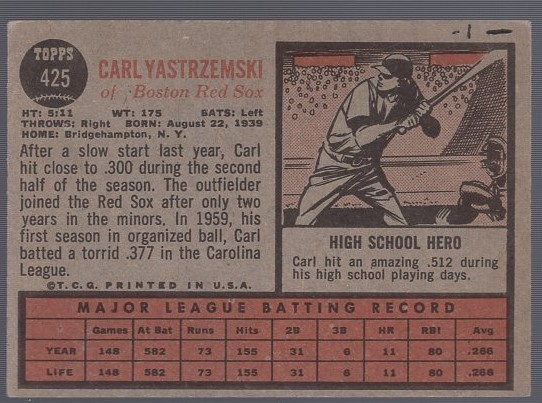 TOPPS
425
CARL YASTRZEMSKI
of Boston Red Sox
HT: 5:11 WT: 175 BATS: Left
THROWS: Right BORN: August 22, 1939
HOME: Bridgehampton, N. Y.
After a slow start last year, Carl
hit close to .300 during the second
half of the season. The outfielder
joined the Red Sox after only two
years in the minors. In 1959, his
first season in organized ball, Carl
batted a torrid .377 in the Carolina
League.
©T.C.G. PRINTED IN U.S.A.
HIGH SCHOOL HERO
Carl hit an amazing .512 during
his high school playing days.
MAJOR LEAGUE BATTING RECORD
Games At Bat Runs Hits 2B 3B HR RBI Avg
YEAR 148 582 73 155 31 6 11 80 .266
LIFE 148 582 73 155 31 6 11 80 .266